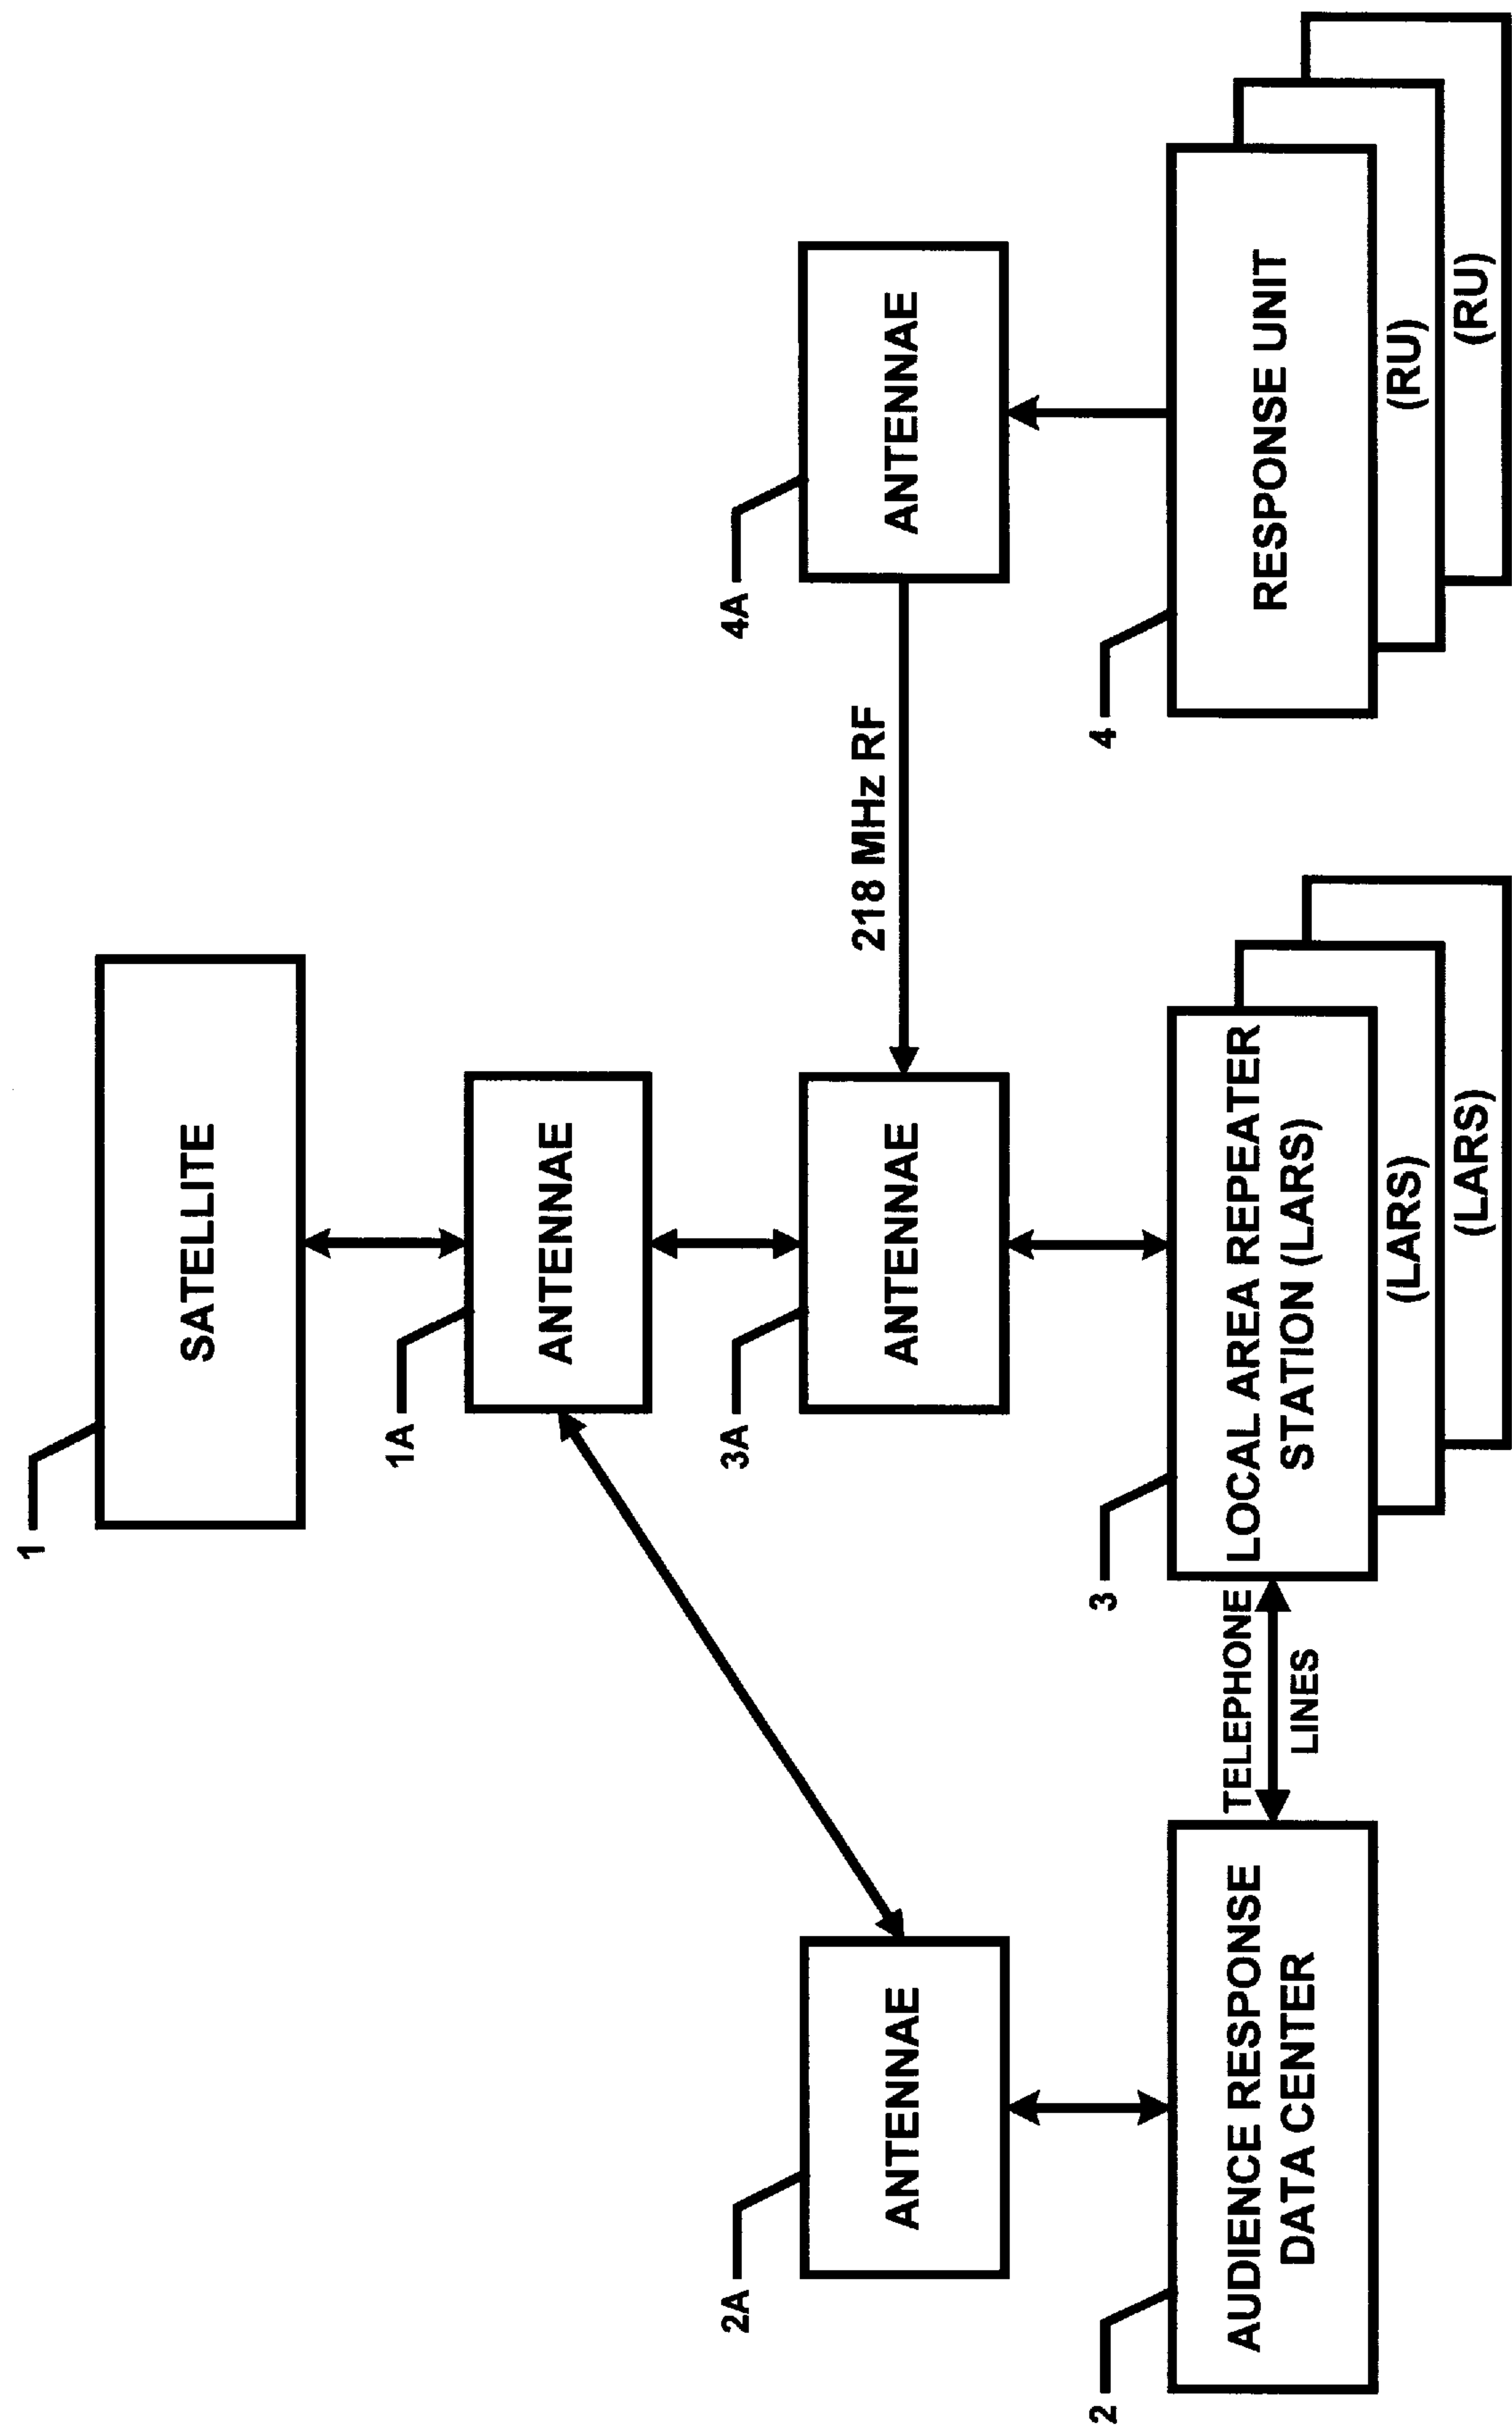 1
SATELLITE
1A
ANTENNAE
2A
ANTENNAE
3A
ANTENNAE
218 MHz RF
4A
ANTENNAE
2
AUDIENCE RESPONSE
DATA CENTER
TELEPHONE
LINES
3
LOCAL AREA REPEATER
STATION (LARS)
(LARS)
(LARS)
4
RESPONSE UNIT
(RU)
(RU)